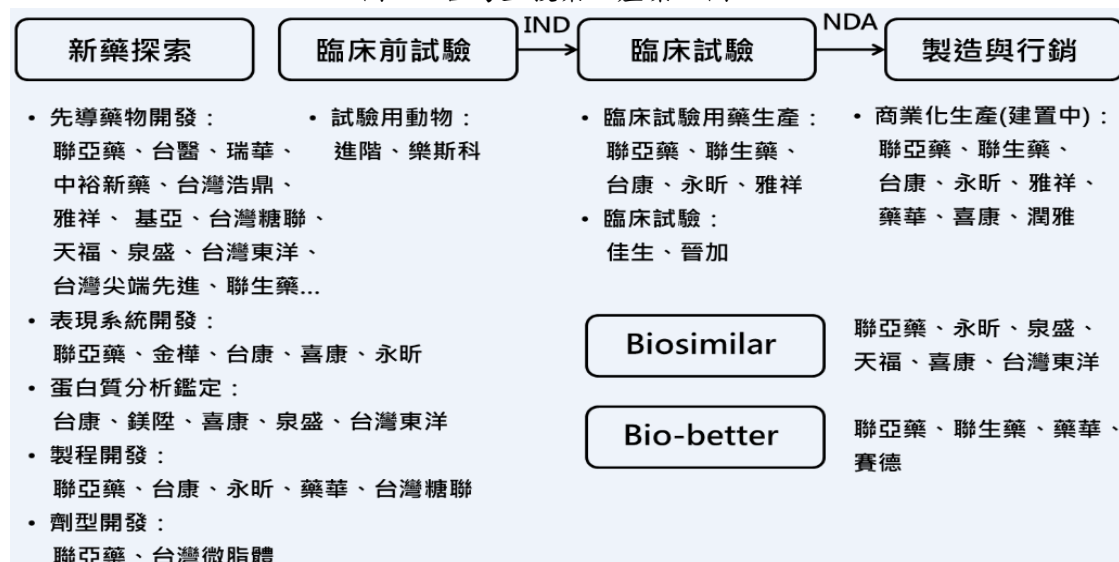 IND
NDA
新藥探索
臨床前試驗
臨床試驗
製造與行銷
• 先導藥物開發：
聯亞藥、台醫、瑞華、
中裕新藥、台灣浩鼎、
雅祥、 基亞、台灣糖聯、
天福、泉盛、台灣東洋、
台灣尖端先進、聯生藥...
• 表現系統開發：
聯亞藥、金樺、台康、喜康、永昕
• 蛋白質分析鑑定：
台康、鎂陞、喜康、泉盛、台灣東洋
• 製程開發：
聯亞藥、台康、永昕、藥華、台灣糖聯
• 劑型開發：
聯亞藥、台灣微脂體
• 試驗用動物：
進階、樂斯科
• 臨床試驗用藥生產：
聯亞藥、聯生藥、
台康、永昕、雅祥
• 臨床試驗：
佳生、晉加
• 商業化生產(建置中)：
聯亞藥、聯生藥、
台康、永昕、雅祥、
藥華、喜康、潤雅
Biosimilar
聯亞藥、永昕、泉盛、
天福、喜康、台灣東洋
Bio-better
聯亞藥、聯生藥、藥華、
賽德